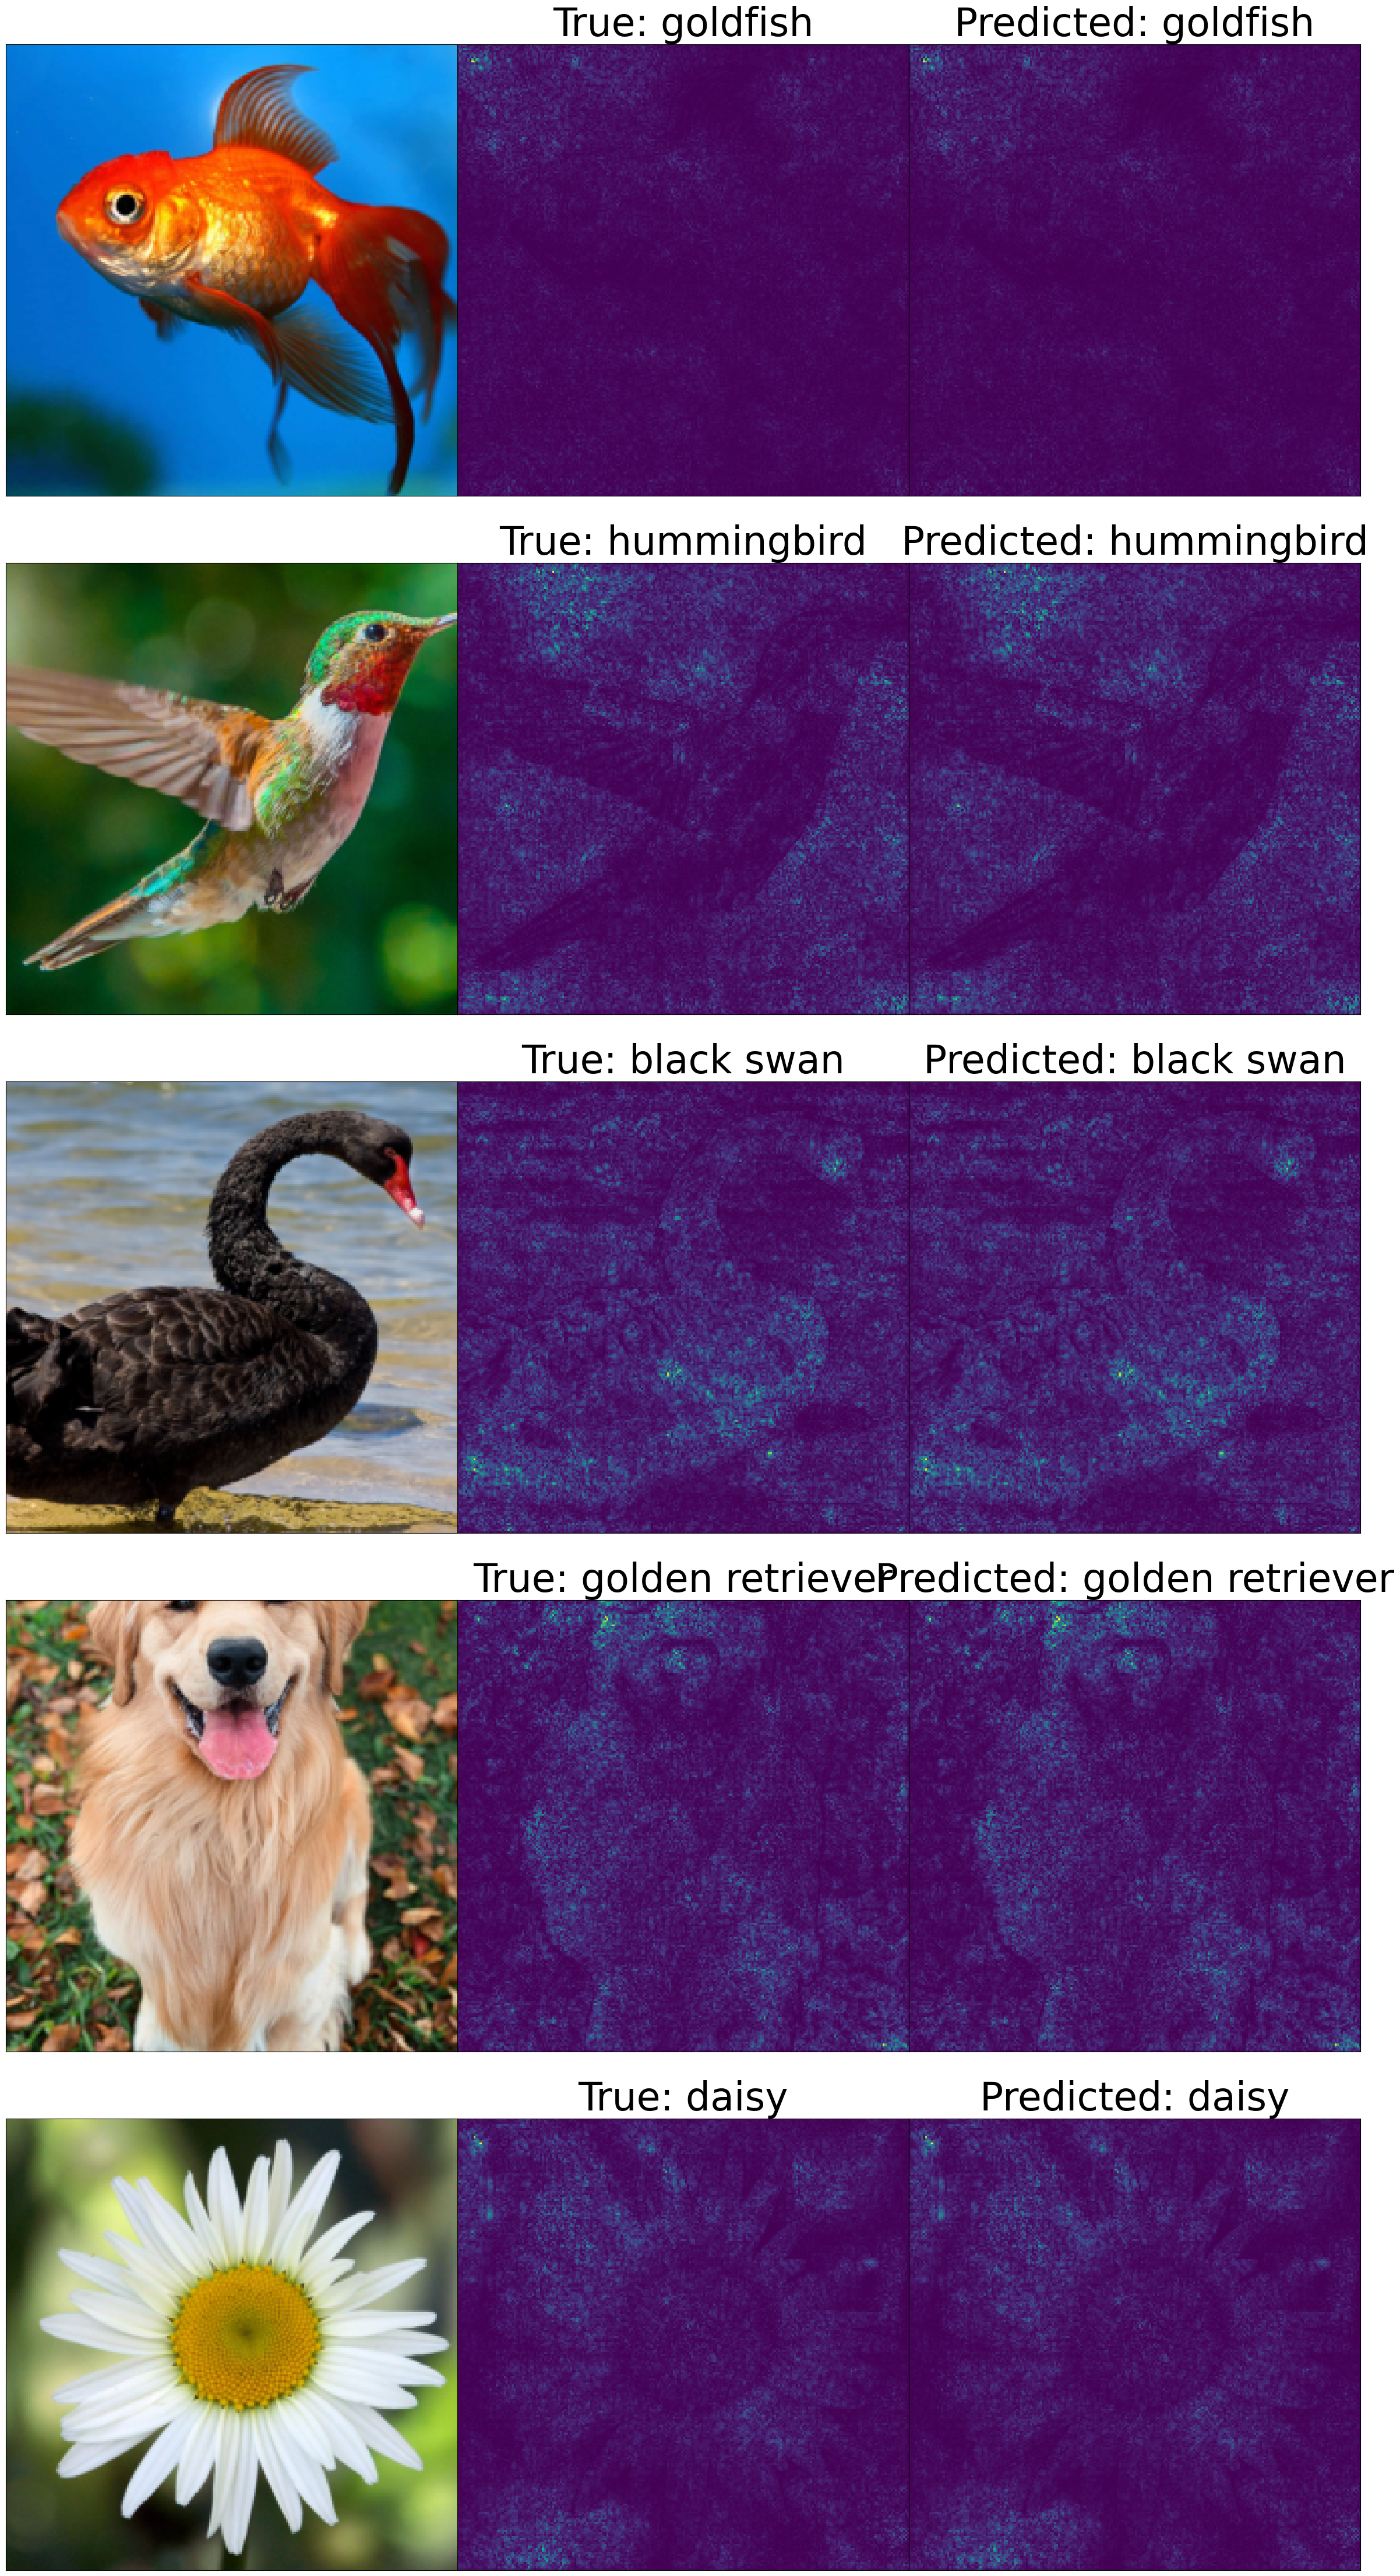 True: goldfish Predicted: goldfish
True: hummingbird Predicted: hummingbird
True: black swan Predicted: black swan
True: golden retriever Predicted: golden retriever
True: daisy Predicted: daisy